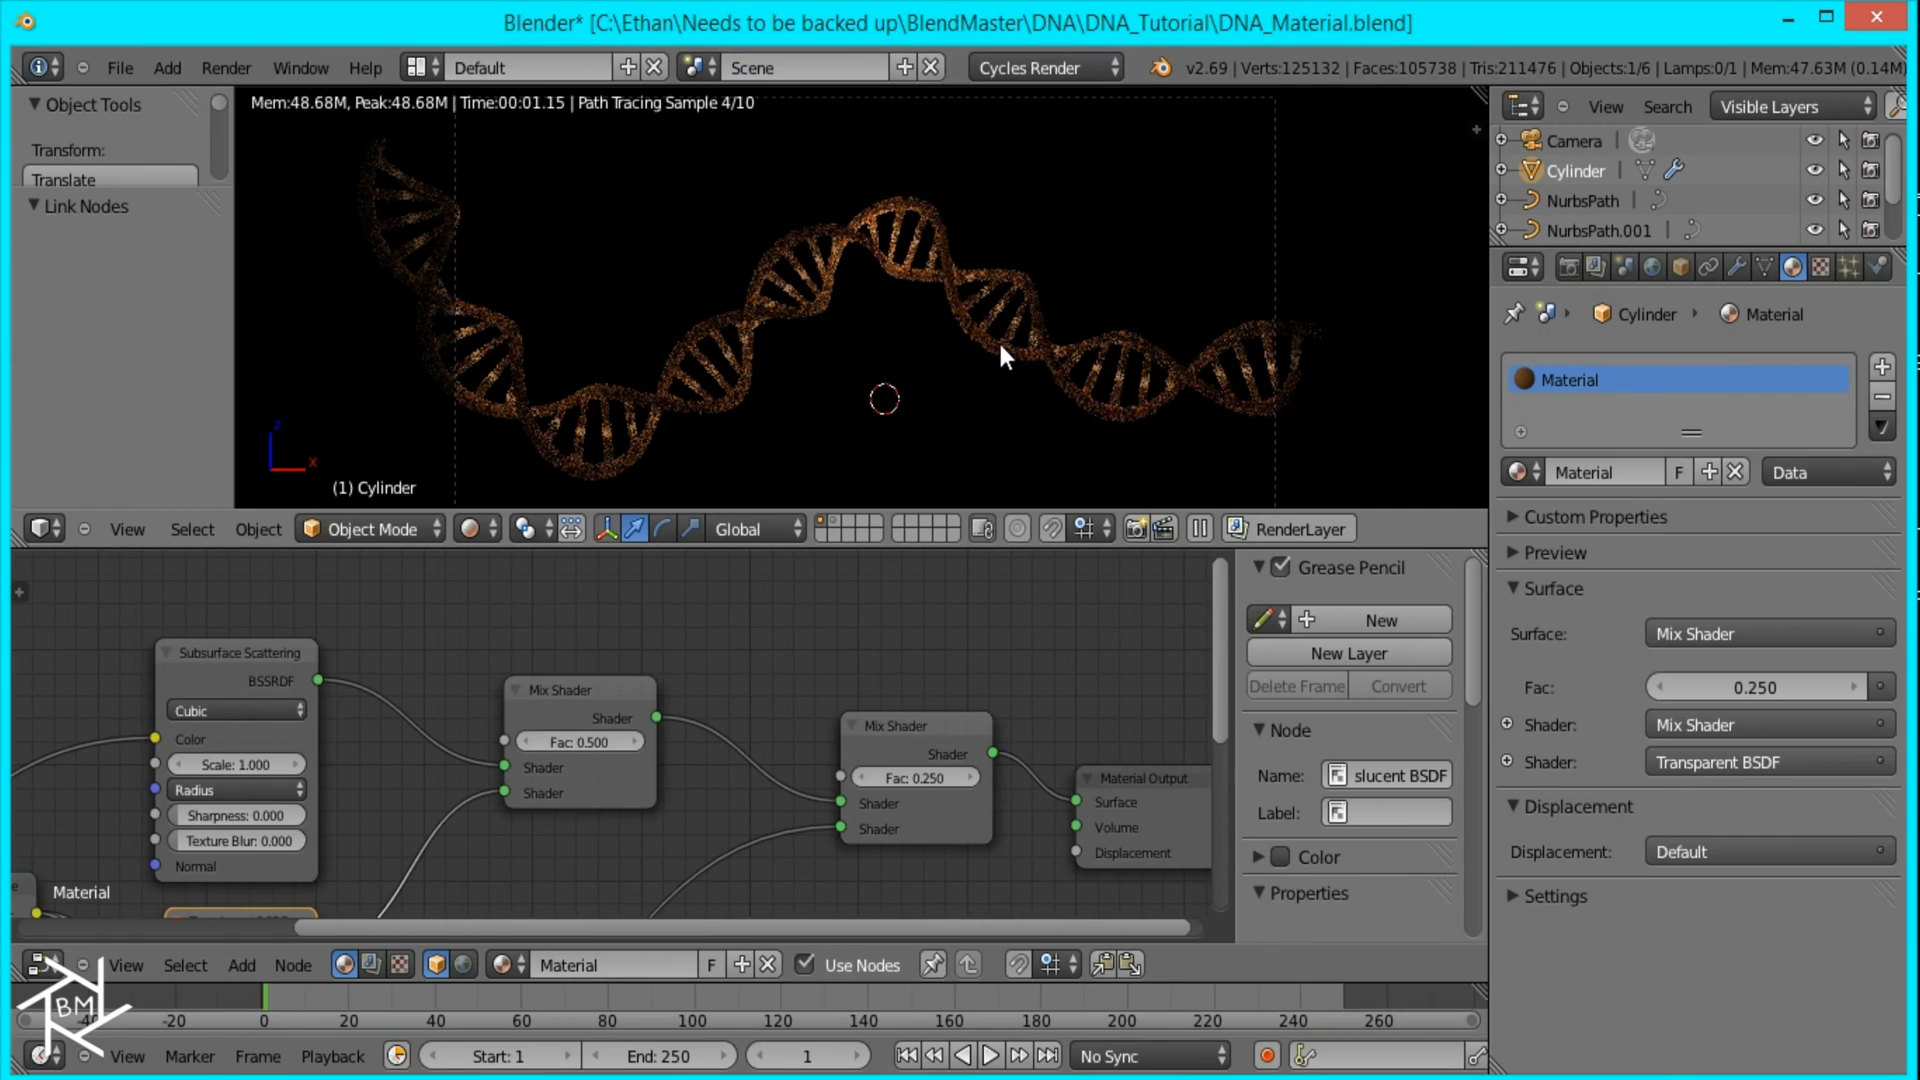 Blender* [C:\Ethan\Needs to be backed up\BlendMaster\DNA\DNA_Tutorial\DNA_Material.blend]
File Add Render Window Help Default Scene Cycles Render v2.69 | Verts:125132 | Faces:105738 | Tris:211476 | Objects:1/6 | Lamps:0/1 | Mem:47.63M (0.14M)
Object Tools
Transform:
Translate
Link Nodes
Mem:48.68M, Peak:48.68M | Time:00:01.15 | Path Tracing Sample 4/10
z
x
(1) Cylinder
View Search Visible Layers
Camera
Cylinder
NurbsPath
NurbsPath.001
Cylinder Material
Material
Material F Data
Custom Properties
Preview
Surface
Surface: Mix Shader
Fac: 0.250
Shader: Mix Shader
Shader: Transparent BSDF
Displacement
Displacement: Default
Settings
View Select Object Object Mode Global RenderLayer
Subsurface Scattering
BSSRDF
Cubic
Color
Scale: 1.000
Radius
Sharpness: 0.000
Texture Blur: 0.000
Normal
Mix Shader
Shader
Fac: 0.500
Shader
Shader
Mix Shader
Shader
Fac: 0.250
Shader
Shader
Material Output
Surface
Volume
Displacement
Material
Grease Pencil
New
New Layer
Delete Frame Convert
Node
Name: slucent BSDF
Label:
Color
Properties
View Select Add Node Material F Use Nodes
BM
-40 -20 0 20 40 60 80 100 120 140 160 180 200 220 240 260
View Marker Frame Playback Start: 1 End: 250 1 No Sync